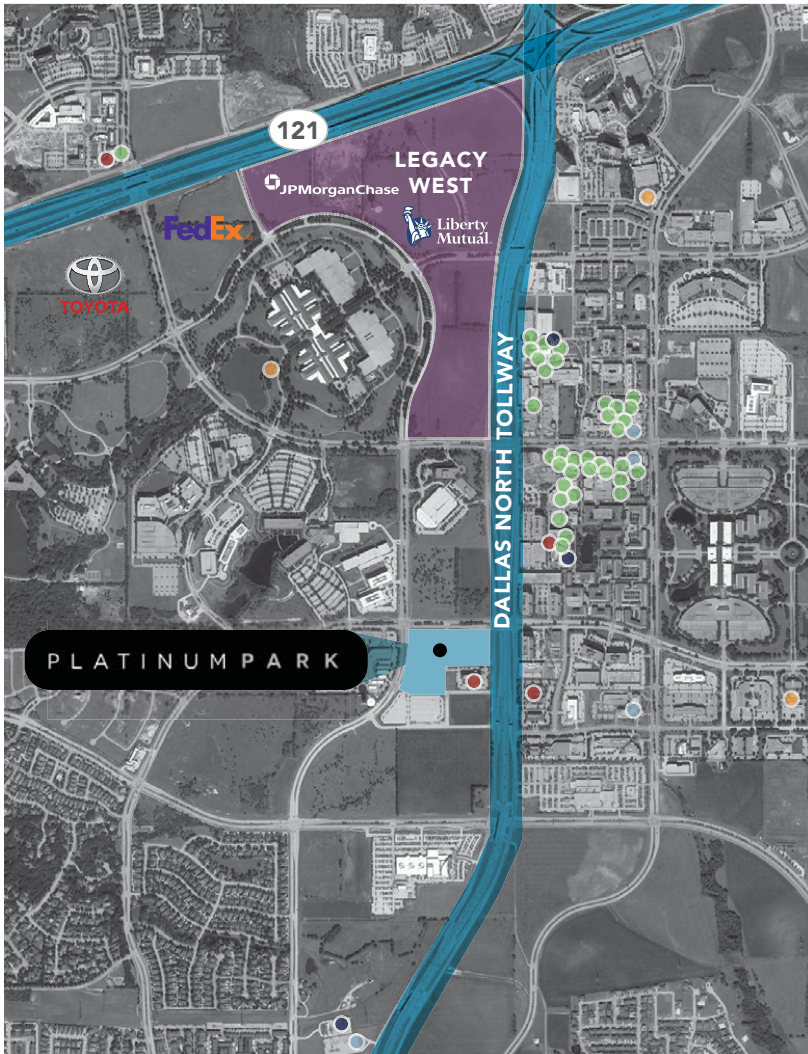 121
LEGACY
WEST
JPMorganChase
FedEx®
Liberty
Mutual
TOYOTA
DALLAS NORTH TOLLWAY
PLATINUMPARK